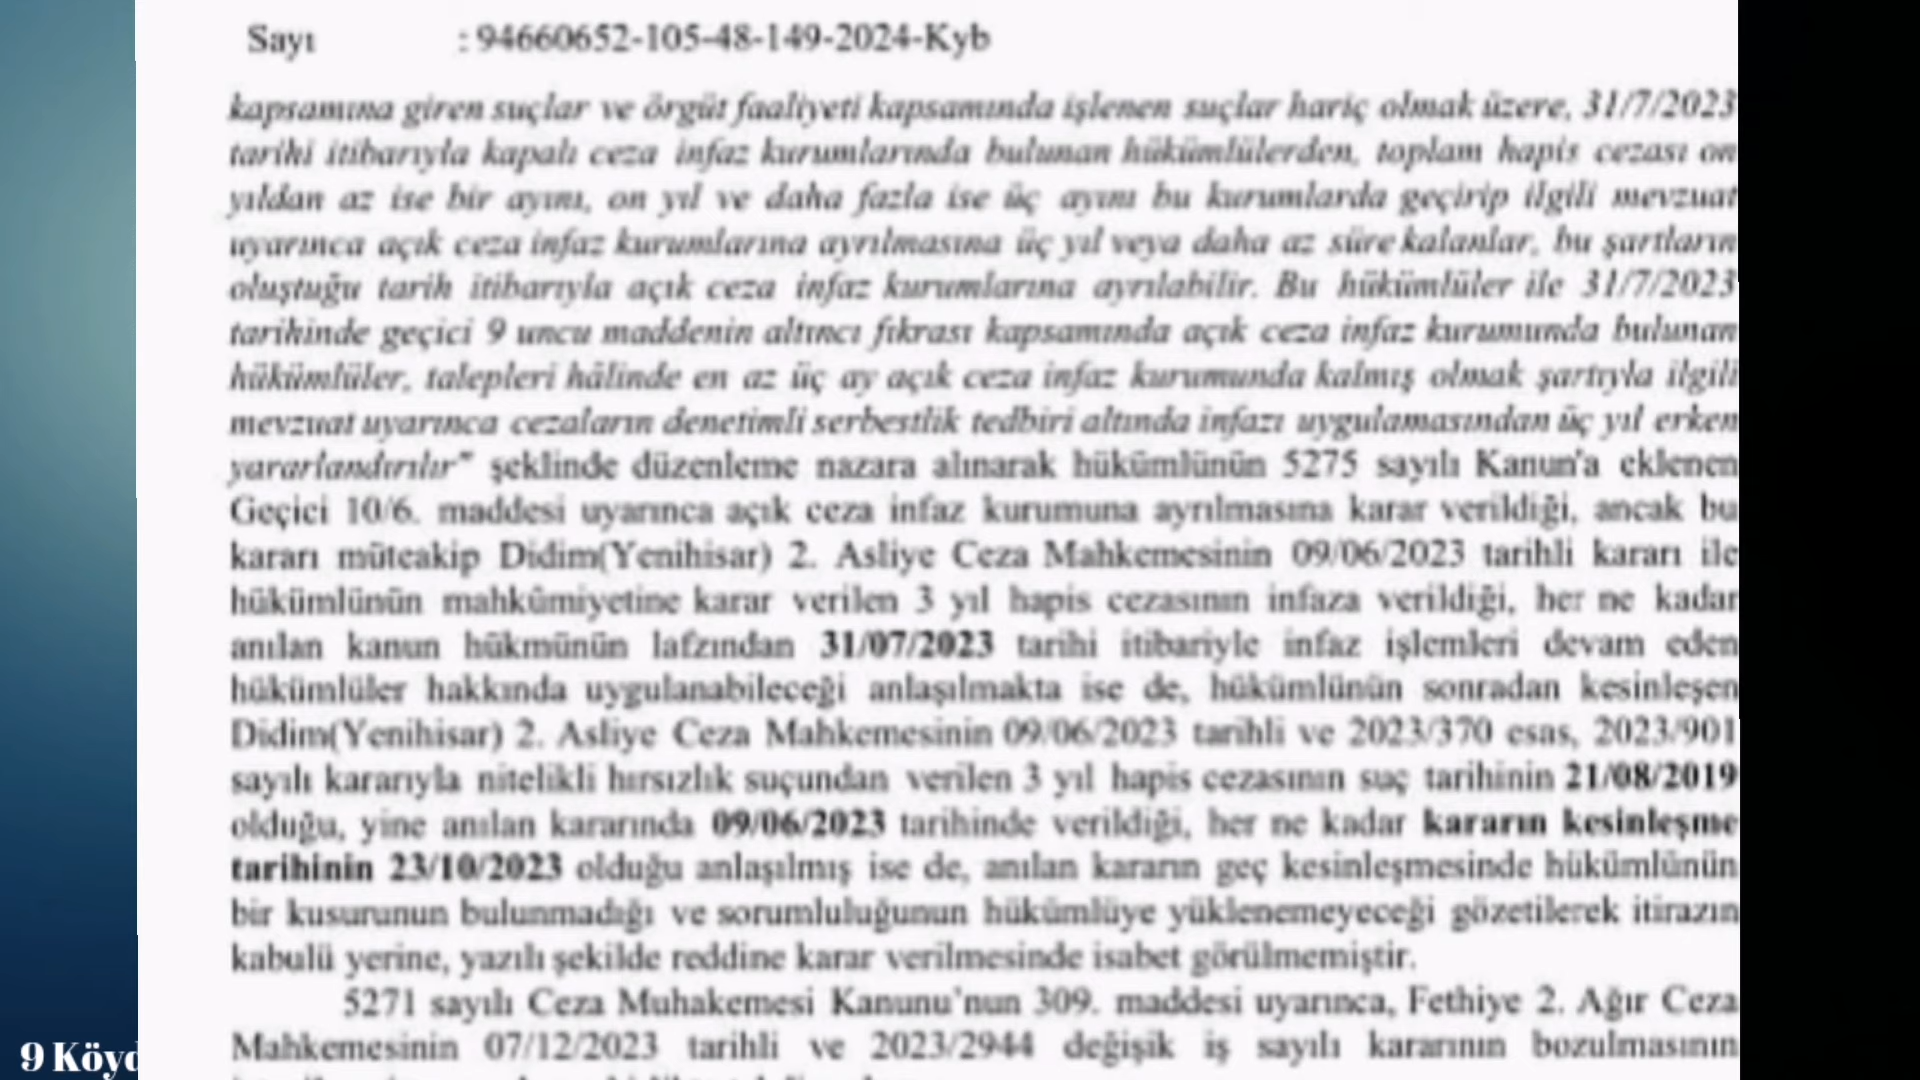 Sayı : 94660652-105-48-149-2024-Kyb
kapsamına giren suçlar ve örgüt faaliyeti kapsamında işlenen suçlar hariç olmak üzere, 31/7/2023
tarihi itibarıyla kapalı ceza infaz kurumlarında bulunan hükümlülerden, toplam hapis cezası on
yıldan az ise bir ayını, on yıl ve daha fazla ise üç ayını bu kurumlarda geçirip ilgili mevzuat
uyarınca açık ceza infaz kurumlarına ayrılmasına üç yıl veya daha az süre kalanlar, bu şartların
oluştuğu tarih itibarıyla açık ceza infaz kurumlarına ayrılabilir. Bu hükümlüler ile 31/7/2023
tarihinde geçici 9 uncu maddenin altıncı fıkrası kapsamında açık ceza infaz kurumunda bulunan
hükümlüler, talepleri hâlinde en az üç ay açık ceza infaz kurumunda kalmış olmak şartıyla ilgili
mevzuat uyarınca cezaların denetimli serbestlik tedbiri altında infazı uygulamasından üç yıl erken
yararlandırılır" şeklinde düzenleme nazara alınarak hükümlünün 5275 sayılı Kanun'a eklenen
Geçici 10/6. maddesi uyarınca açık ceza infaz kurumuna ayrılmasına karar verildiği, ancak bu
kararı müteakip Didim(Yenihisar) 2. Asliye Ceza Mahkemesinin 09/06/2023 tarihli kararı ile
hükümlünün mahkûmiyetine karar verilen 3 yıl hapis cezasının infaza verildiği, her ne kadar
anılan kanun hükmünün lafzından 31/07/2023 tarihi itibariyle infaz işlemleri devam eden
hükümlüler hakkında uygulanabileceği anlaşılmakta ise de, hükümlünün sonradan kesinleşen
Didim(Yenihisar) 2. Asliye Ceza Mahkemesinin 09/06/2023 tarihli ve 2023/370 esas, 2023/901
sayılı kararıyla nitelikli hırsızlık suçundan verilen 3 yıl hapis cezasının suç tarihinin 21/08/2019
olduğu, yine anılan kararında 09/06/2023 tarihinde verildiği, her ne kadar kararın kesinleşme
tarihinin 23/10/2023 olduğu anlaşılmış ise de, anılan kararın geç kesinleşmesinde hükümlünün
bir kusurunun bulunmadığı ve sorumluluğunun hükümlüye yüklenemeyeceği gözetilerek itirazın
kabulü yerine, yazılı şekilde reddine karar verilmesinde isabet görülmemiştir.
5271 sayılı Ceza Muhakemesi Kanunu'nun 309. maddesi uyarınca, Fethiye 2. Ağır Ceza
Mahkemesinin 07/12/2023 tarihli ve 2023/2944 değişik iş sayılı kararının bozulmasının
9 Köyd